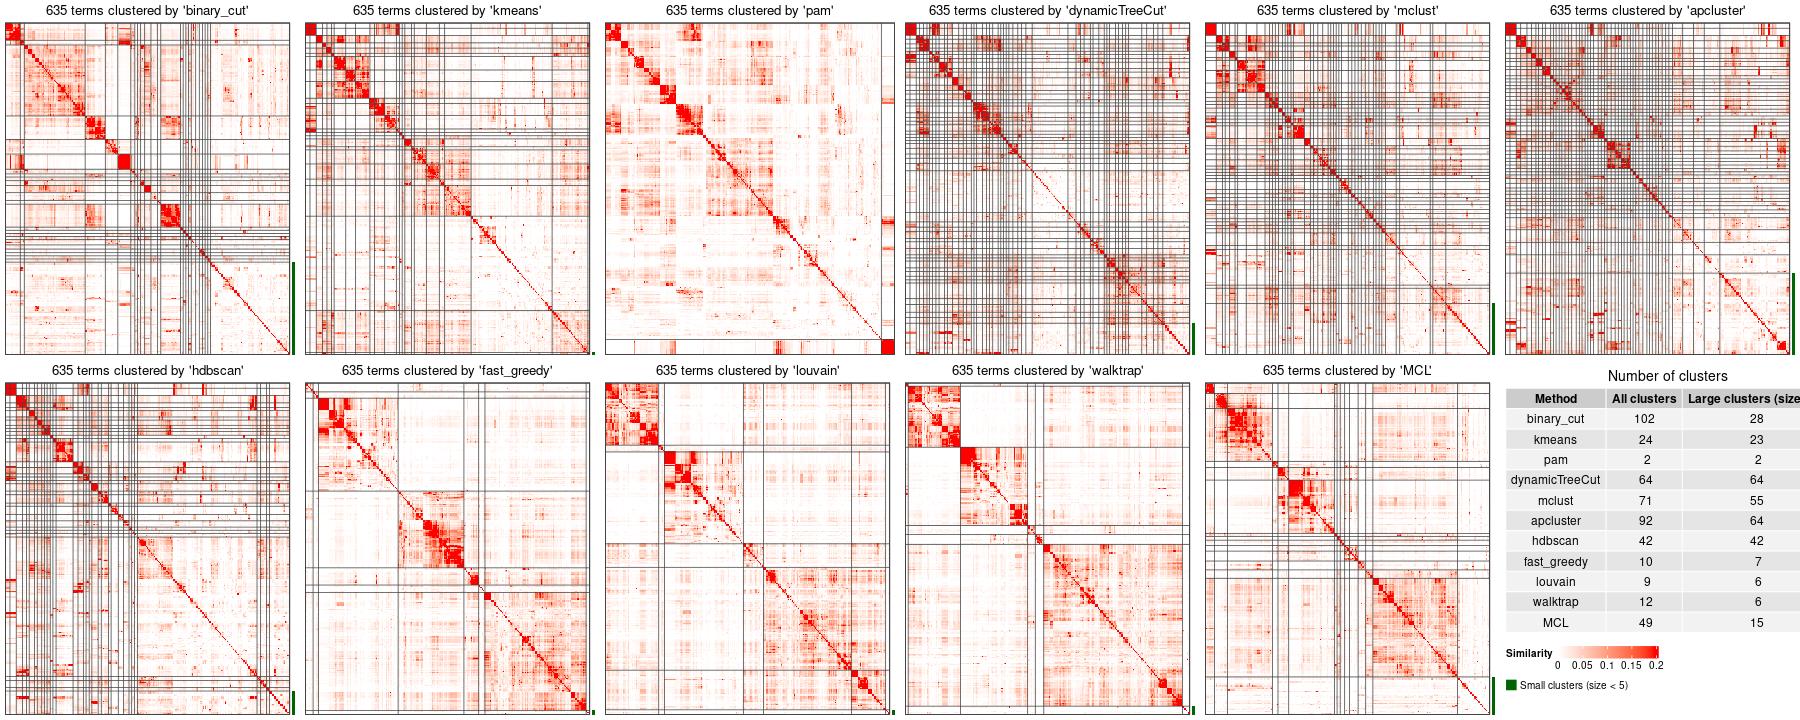 635 terms clustered by 'binary_cut'
635 terms clustered by 'kmeans'
635 terms clustered by 'pam'
635 terms clustered by 'dynamicTreeCut'
635 terms clustered by 'mclust'
635 terms clustered by 'apcluster'
635 terms clustered by 'hdbscan'
635 terms clustered by 'fast_greedy'
635 terms clustered by 'louvain'
635 terms clustered by 'walktrap'
635 terms clustered by 'MCL'
Number of clusters
Method All clusters Large clusters (size
binary_cut 102 28
kmeans 24 23
pam 2 2
dynamicTreeCut 64 64
mclust 71 55
apcluster 92 64
hdbscan 42 42
fast_greedy 10 7
louvain 9 6
walktrap 12 6
MCL 49 15
Similarity
0 0.05 0.1 0.15 0.2
Small clusters (size < 5)